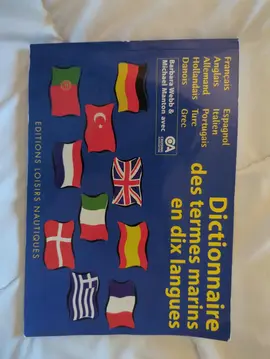 Français Espagnol
Anglais Italien
Allemand Portugais
Hollandais Turc
Danois Grec
Barbara Webb &
Michael Manton avec
Dictionnaire
des termes marins
en dix langues
EDITIONS LOISIRS NAUTIQUES